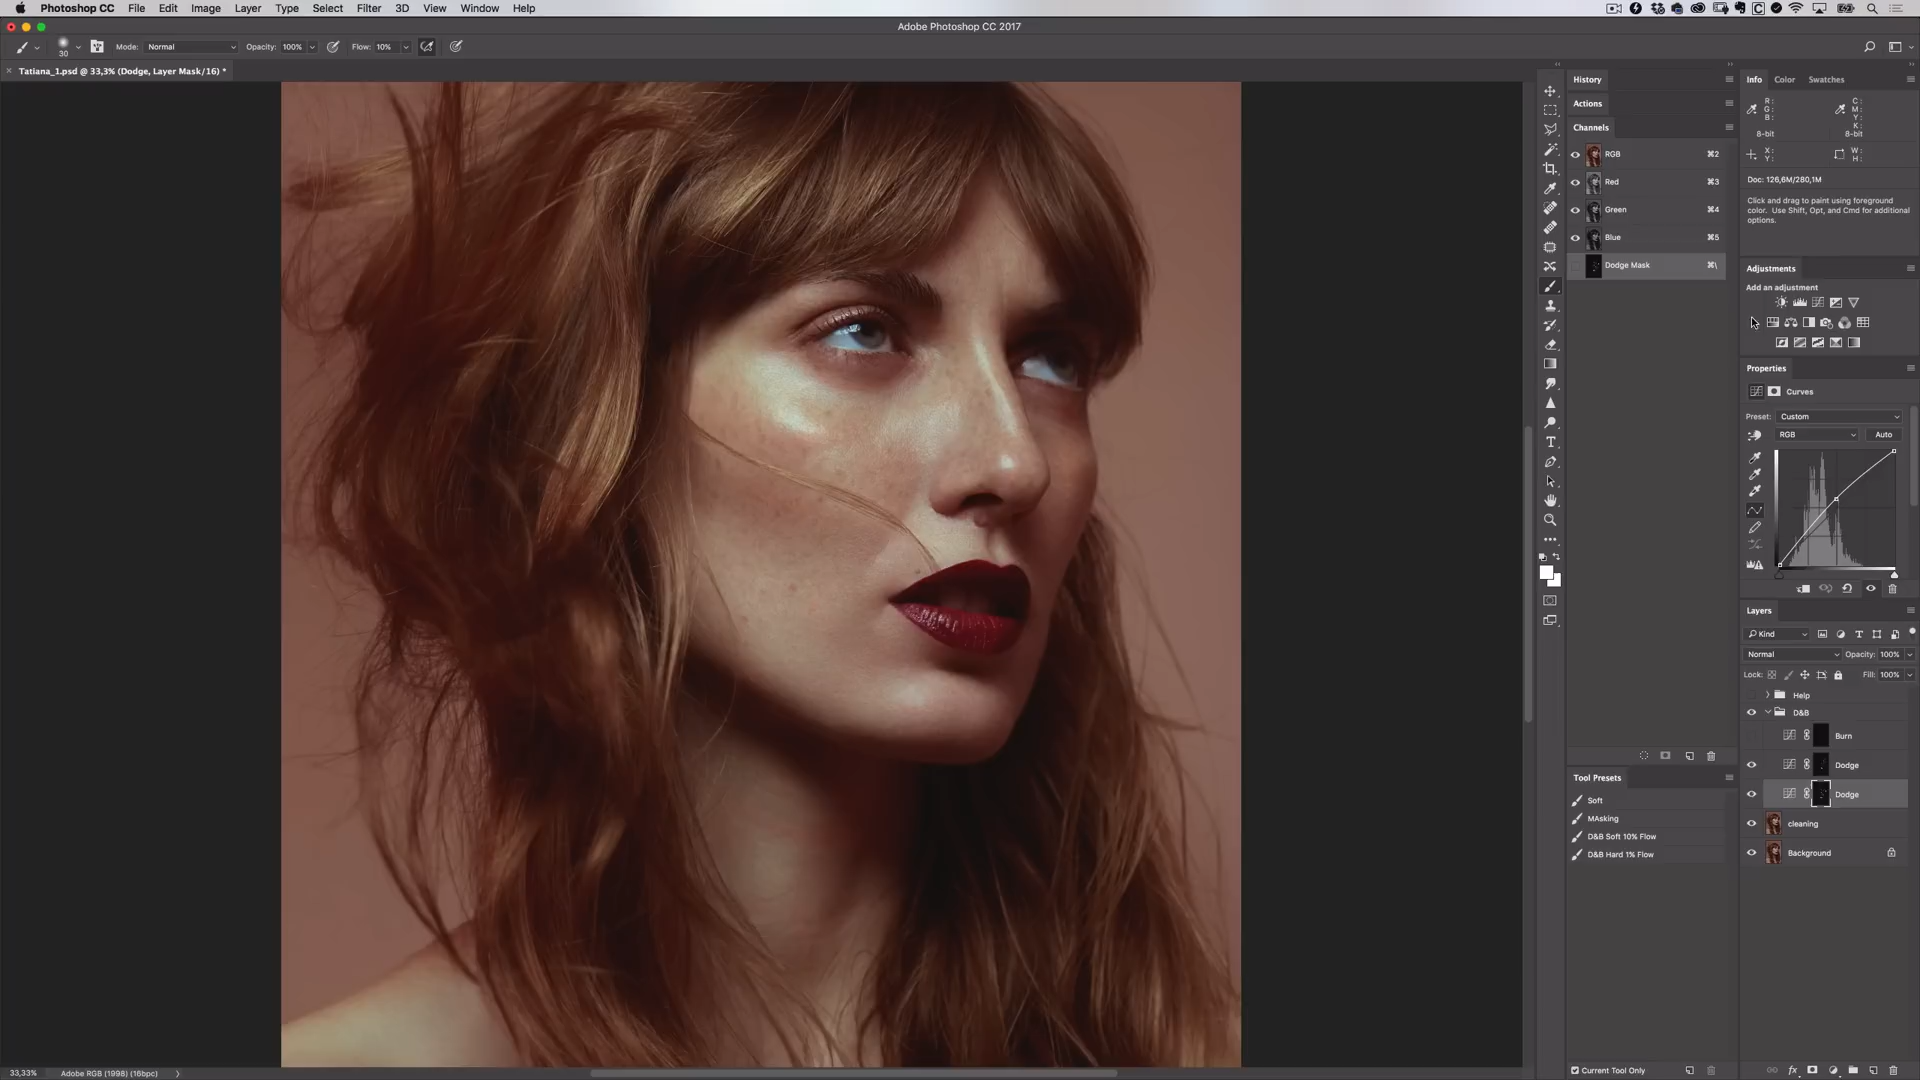 Photoshop CC File Edit Image Layer Type Select Filter 3D View Window Help
Adobe Photoshop CC 2017
30 Mode: Normal Opacity: 100% Flow: 10%
Tatiana_1.psd @ 33,3% (Dodge, Layer Mask/16) *
History
Actions
Channels
RGB ⌘2
Red ⌘3
Green ⌘4
Blue ⌘5
Dodge Mask ⌘\
Tool Presets
Soft
MAsking
D&B Soft 10% Flow
D&B Hard 1% Flow
Current Tool Only
Info Color Swatches
R: C:
G: M:
B: Y:
K:
8-bit 8-bit
X: W:
Y: H:
Doc: 126,6M/280,1M
Click and drag to paint using foreground
color. Use Shift, Opt, and Cmd for additional
options.
Adjustments
Add an adjustment
Properties
Curves
Preset: Custom
RGB Auto
Layers
Kind
Normal Opacity: 100%
Lock: Fill: 100%
Help
D&B
Burn
Dodge
Dodge
cleaning
Background
33,33% Adobe RGB (1998) (16bpc)